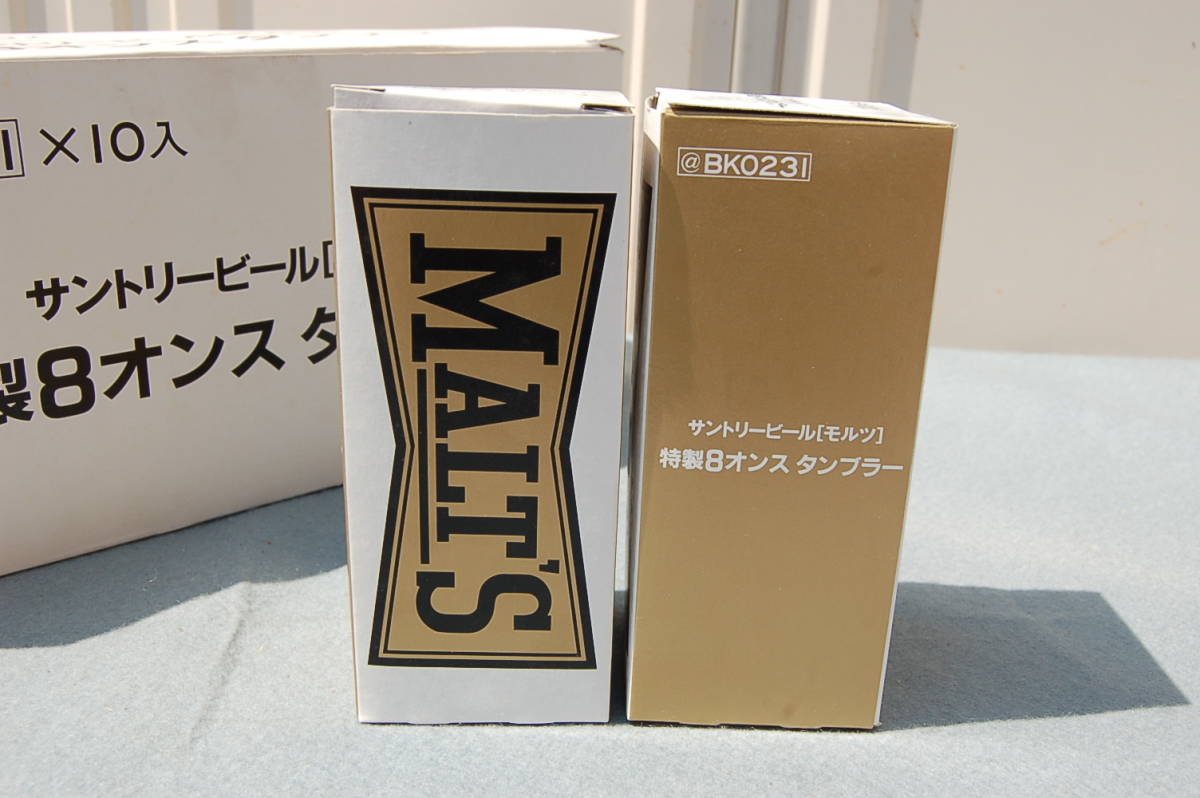 1 ×10入
サントリービール[
製8オンス タ
MALT'S
@BK0231
サントリービール[モルツ]
特製8オンス タンブラー